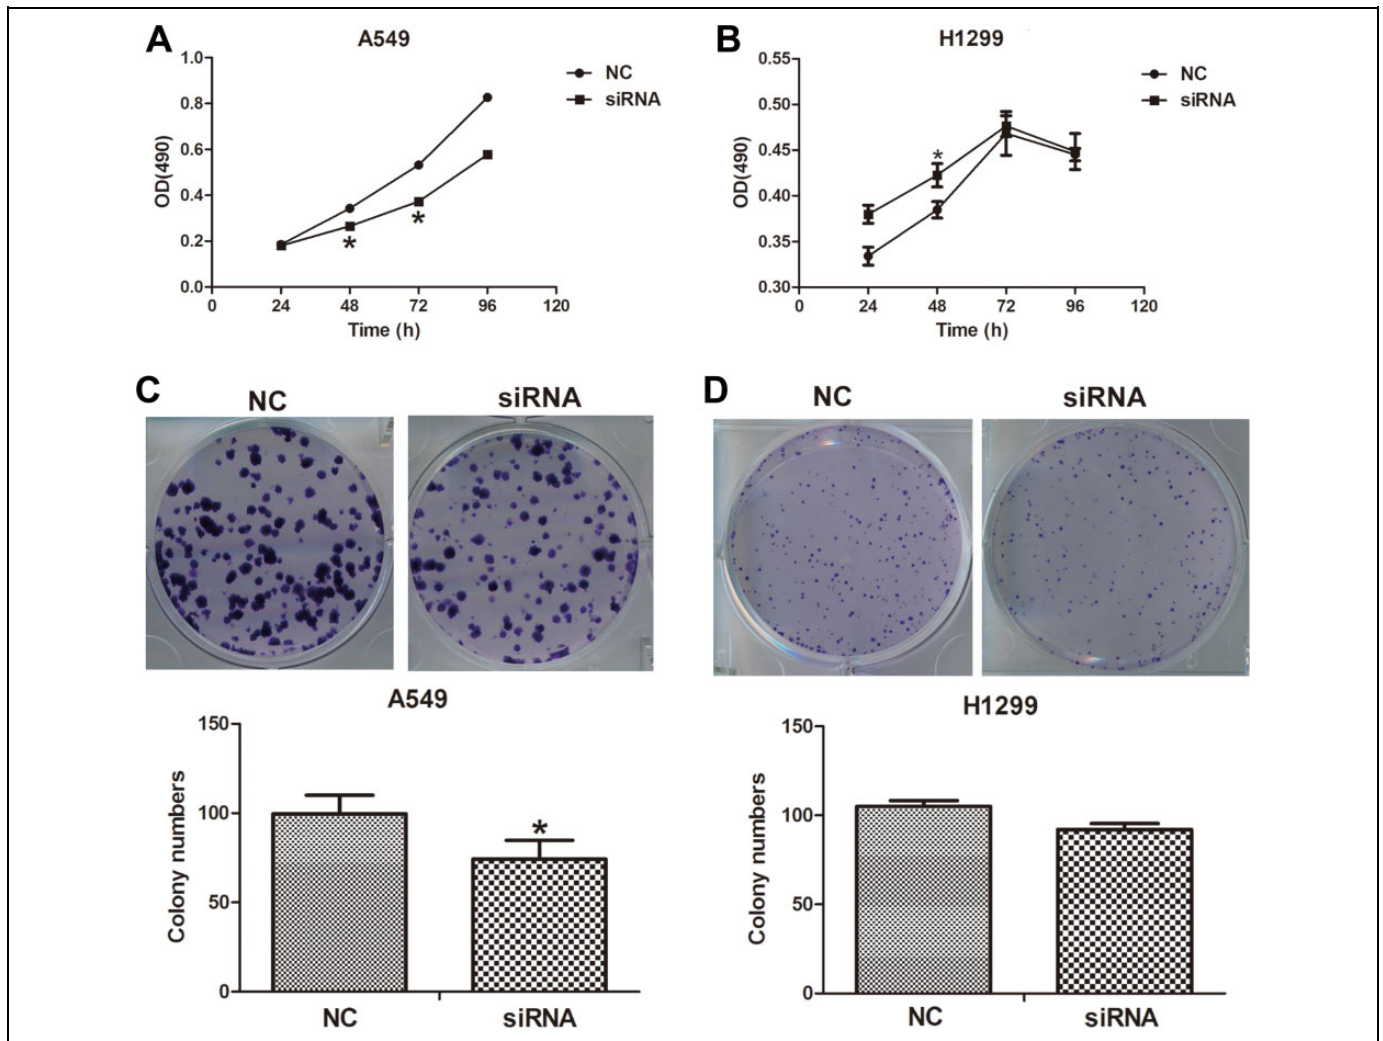 A
A549
1.0
0.8
0.6
0.4
0.2
0.0
OD(490)
*
*
0
24
48
72
96
120
Time (h)
NC
siRNA
B
H1299
0.55
0.50
0.45
0.40
0.35
0.30
OD(490)
*
0
24
48
72
96
120
Time (h)
NC
siRNA
C
NC
siRNA
A549
150
100
50
0
Colony numbers
*
NC
siRNA
D
NC
siRNA
H1299
150
100
50
0
Colony numbers
NC
siRNA